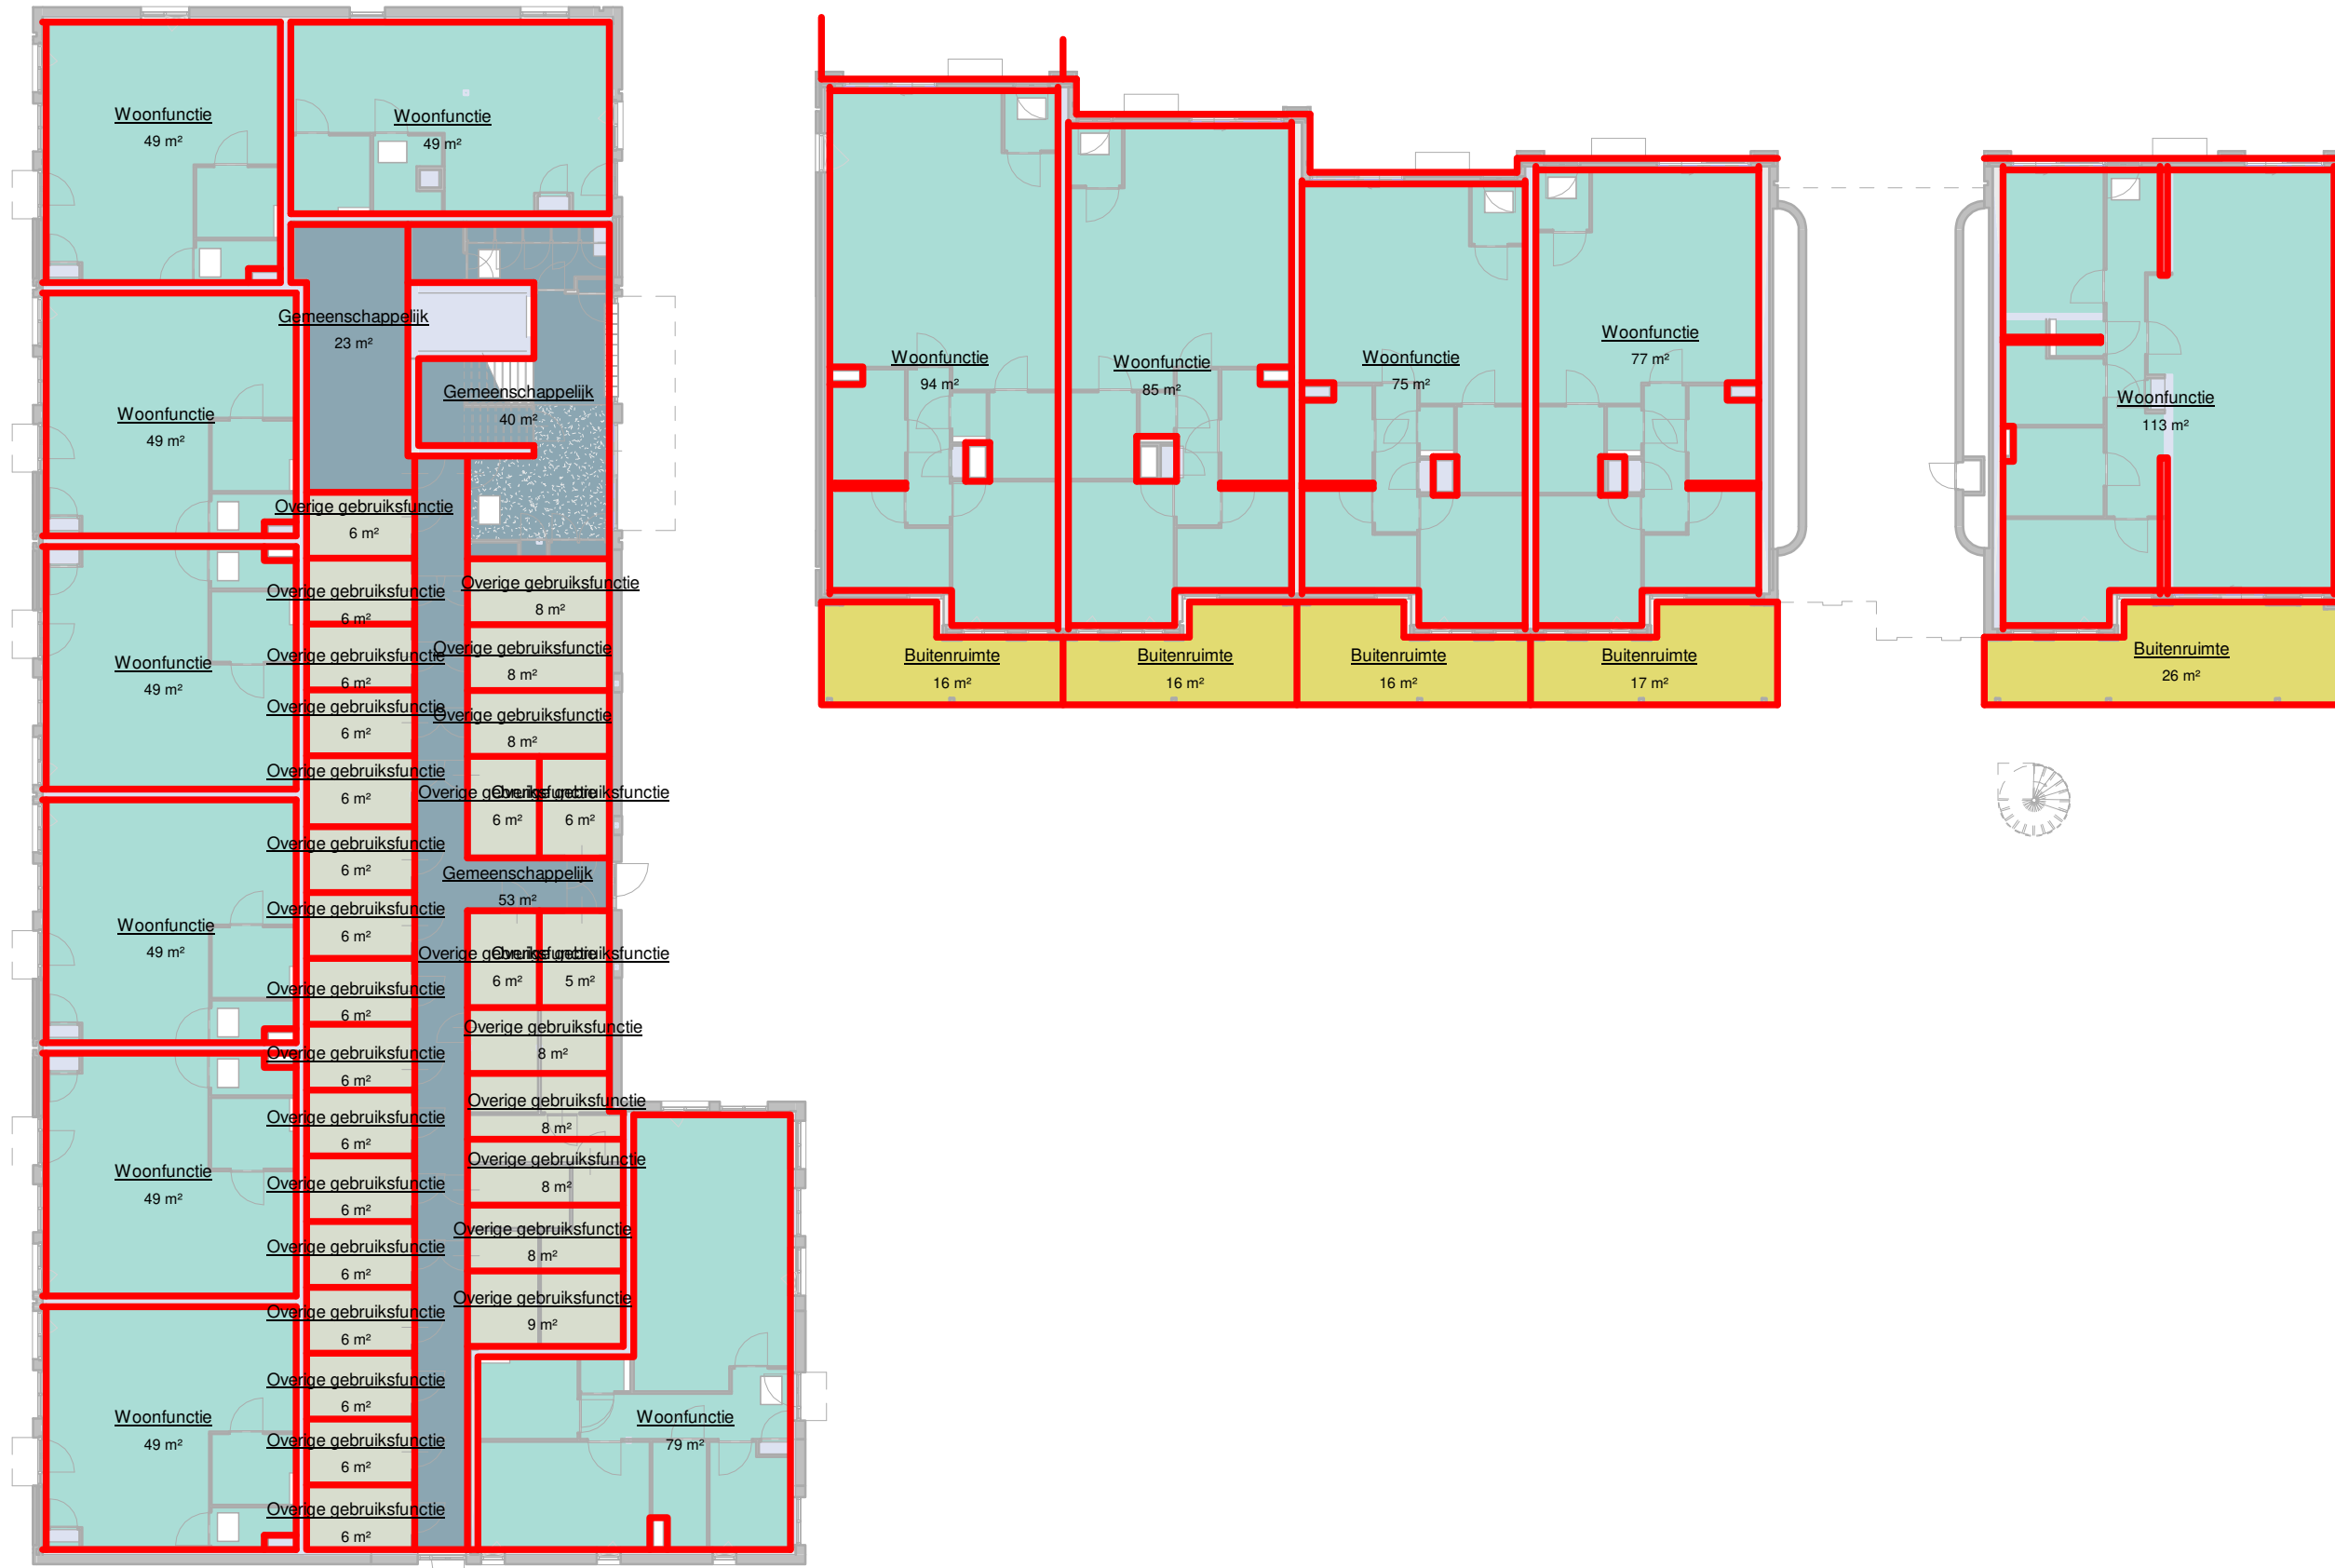 Woonfunctie
49 m²
Woonfunctie
49 m²
Gemeenschappelijk
23 m²
Gemeenschappelijk
40 m²
Woonfunctie
49 m²
Woonfunctie
49 m²
Woonfunctie
49 m²
Woonfunctie
49 m²
Woonfunctie
49 m²
Overige gebruiksfunctie
6 m²
Overige gebruiksfunctie
6 m²
Overige gebruiksfunctie
6 m²
Overige gebruiksfunctie
6 m²
Overige gebruiksfunctie
6 m²
Overige gebruiksfunctie
6 m²
Overige gebruiksfunctie
6 m²
Overige gebruiksfunctie
6 m²
Overige gebruiksfunctie
6 m²
Overige gebruiksfunctie
6 m²
Overige gebruiksfunctie
6 m²
Overige gebruiksfunctie
6 m²
Overige gebruiksfunctie
6 m²
Overige gebruiksfunctie
6 m²
Overige gebruiksfunctie
6 m²
Overige gebruiksfunctie
6 m²
Overige gebruiksfunctie
8 m²
Overige gebruiksfunctie
8 m²
Overige gebruiksfunctie
8 m²
Overige gebruiksfunctie
6 m²
Overige gebruiksfunctie
6 m²
Gemeenschappelijk
53 m²
Overige gebruiksfunctie
6 m²
Overige gebruiksfunctie
5 m²
Overige gebruiksfunctie
8 m²
Overige gebruiksfunctie
8 m²
Overige gebruiksfunctie
8 m²
Overige gebruiksfunctie
8 m²
Overige gebruiksfunctie
9 m²
Woonfunctie
79 m²
Woonfunctie
94 m²
Woonfunctie
85 m²
Woonfunctie
75 m²
Woonfunctie
77 m²
Woonfunctie
113 m²
Buitenruimte
16 m²
Buitenruimte
16 m²
Buitenruimte
16 m²
Buitenruimte
17 m²
Buitenruimte
26 m²